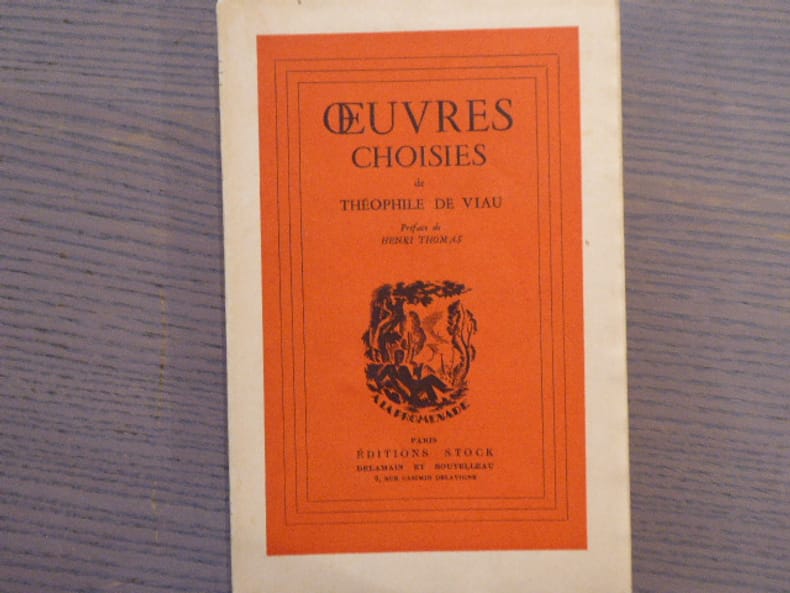 ŒUVRES
CHOISIES
de
THÉOPHILE DE VIAU
Préface de
HENRI THOMAS
A LA PROMENADE
PARIS
ÉDITIONS STOCK
DELAMAIN ET BOUTELLEAU
6, RUE CASIMIR DELAVIGNE